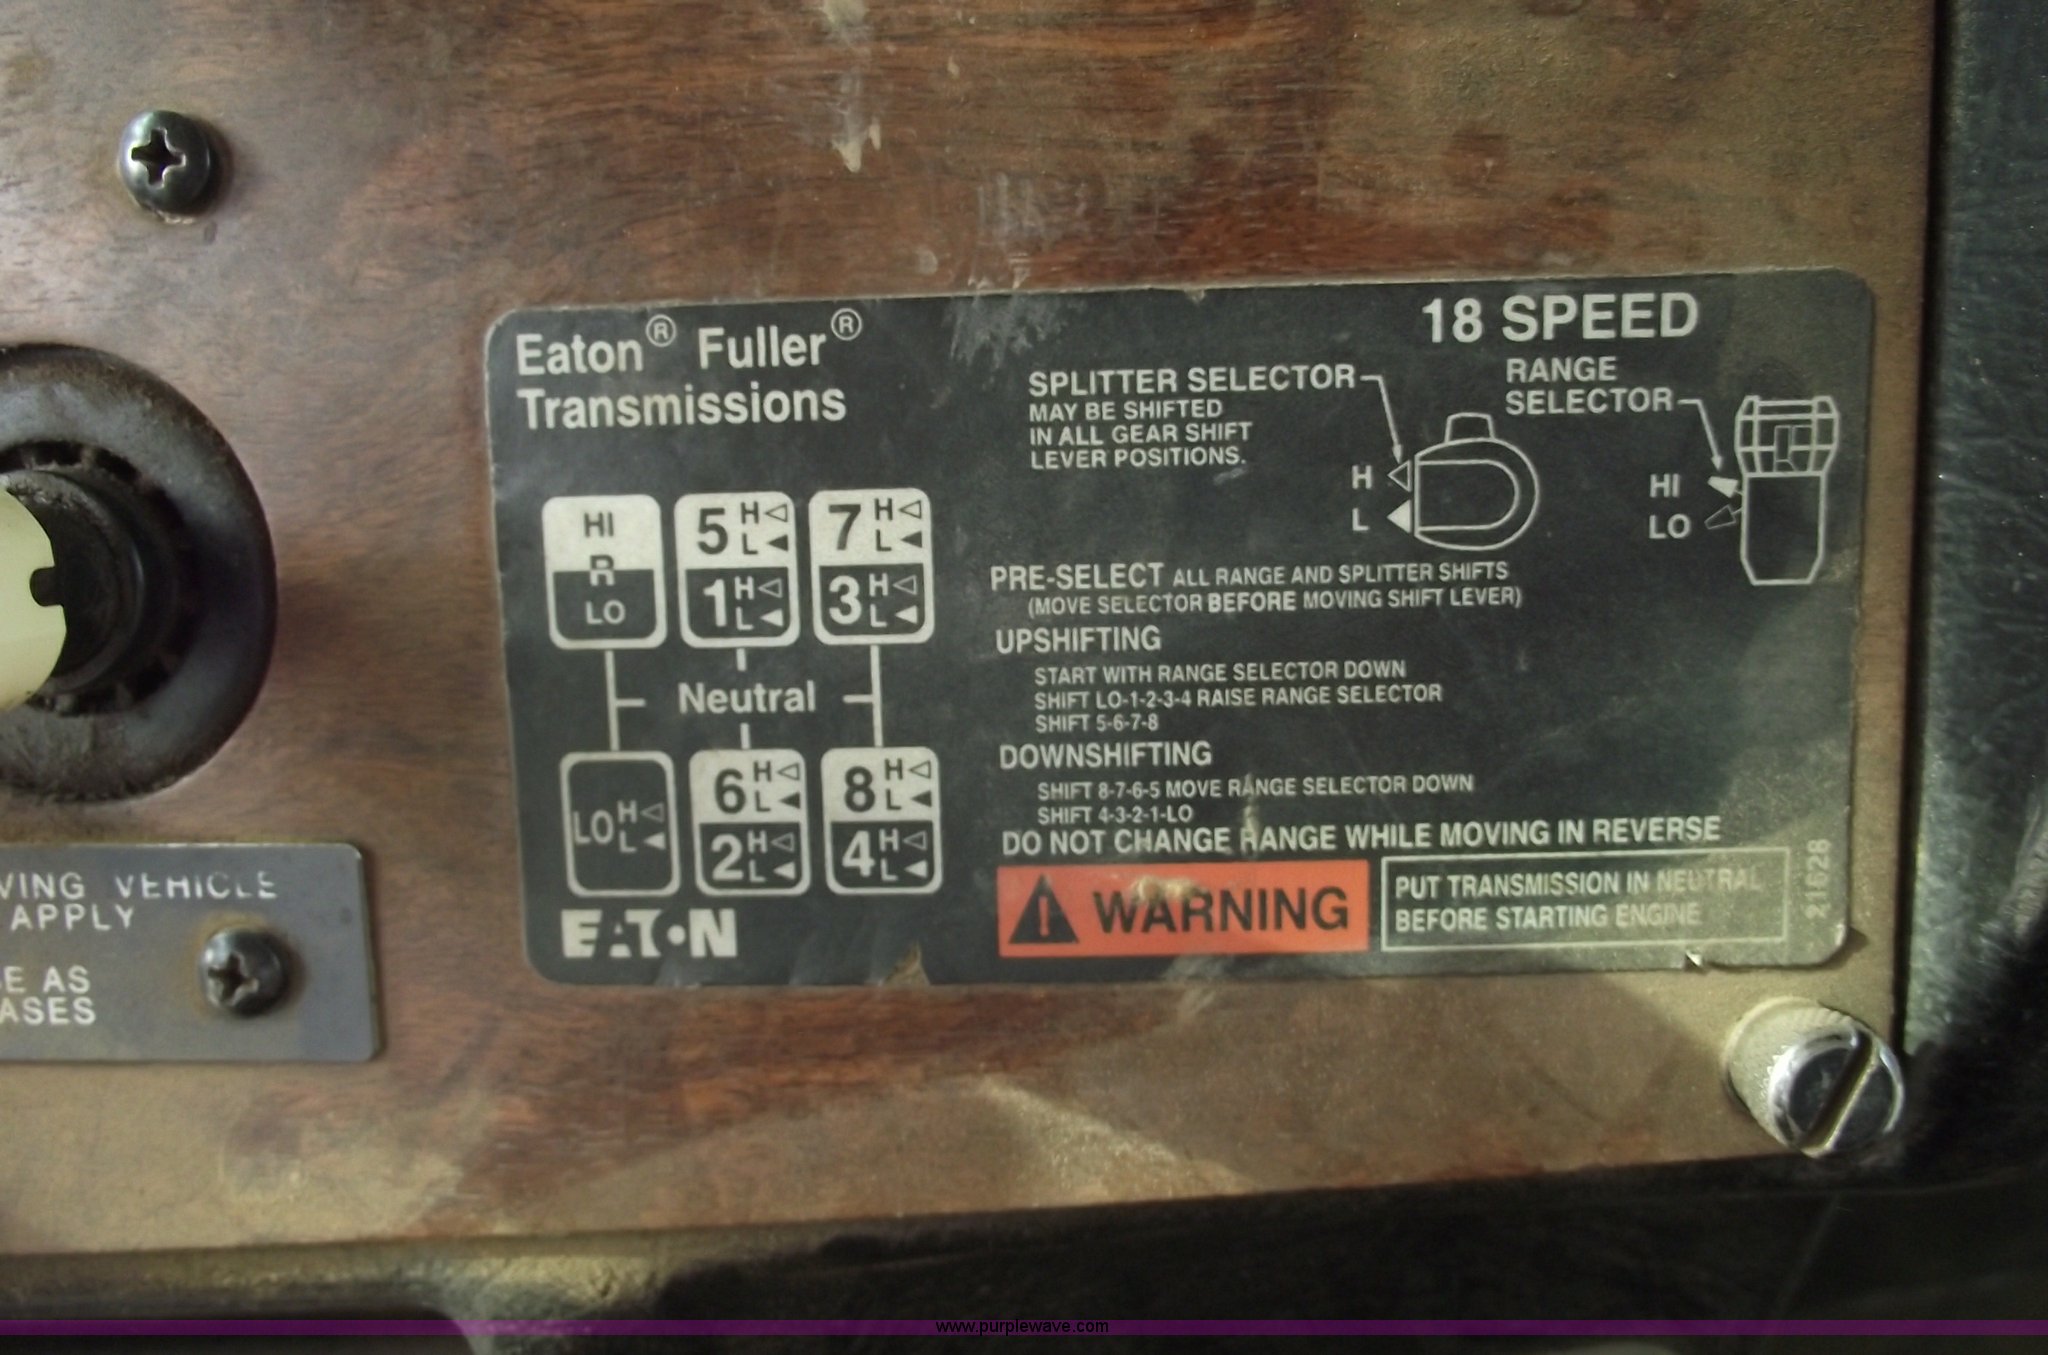 Eaton® Fuller®
Transmissions
18 SPEED
SPLITTER SELECTOR
MAY BE SHIFTED
IN ALL GEAR SHIFT
LEVER POSITIONS.
H
L
RANGE
SELECTOR
HI
LO
HI
R
LO
5 H L
1 H L
7 H L
3 H L
Neutral
LO H L
6 H L
2 H L
8 H L
4 H L
EATON
PRE-SELECT ALL RANGE AND SPLITTER SHIFTS
(MOVE SELECTOR BEFORE MOVING SHIFT LEVER)
UPSHIFTING
START WITH RANGE SELECTOR DOWN
SHIFT LO-1-2-3-4 RAISE RANGE SELECTOR
SHIFT 5-6-7-8
DOWNSHIFTING
SHIFT 8-7-6-5 MOVE RANGE SELECTOR DOWN
SHIFT 4-3-2-1-LO
DO NOT CHANGE RANGE WHILE MOVING IN REVERSE
WARNING
PUT TRANSMISSION IN NEUTRAL
BEFORE STARTING ENGINE
21628
VING VEHICLE
APPLY
E AS
ASES
www.purplewave.com